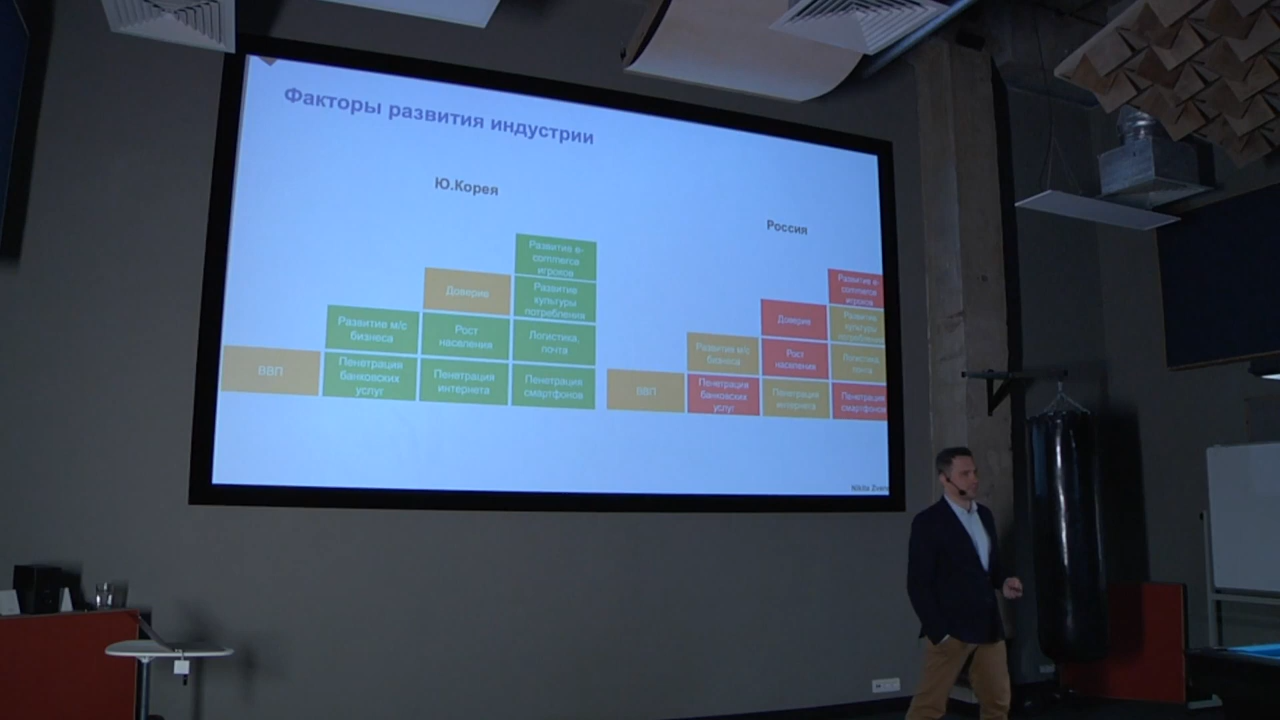 Факторы развития индустрии
Ю.Корея
Развитие e-
commerce
игроков
Доверие
Развитие
культуры
потребления
Развитие м/с
бизнеса
Рост
населения
Логистика,
почта
ВВП
Пенетрация
банковских
услуг
Пенетрация
интернета
Пенетрация
смартфонов
Россия
Развитие e-
commerce
игроков
Доверие
Развитие
культуры
потребления
Развитие м/с
бизнеса
Рост
населения
Логистика,
почта
ВВП
Пенетрация
банковских
услуг
Пенетрация
интернета
Пенетрация
смартфонов
Nikita